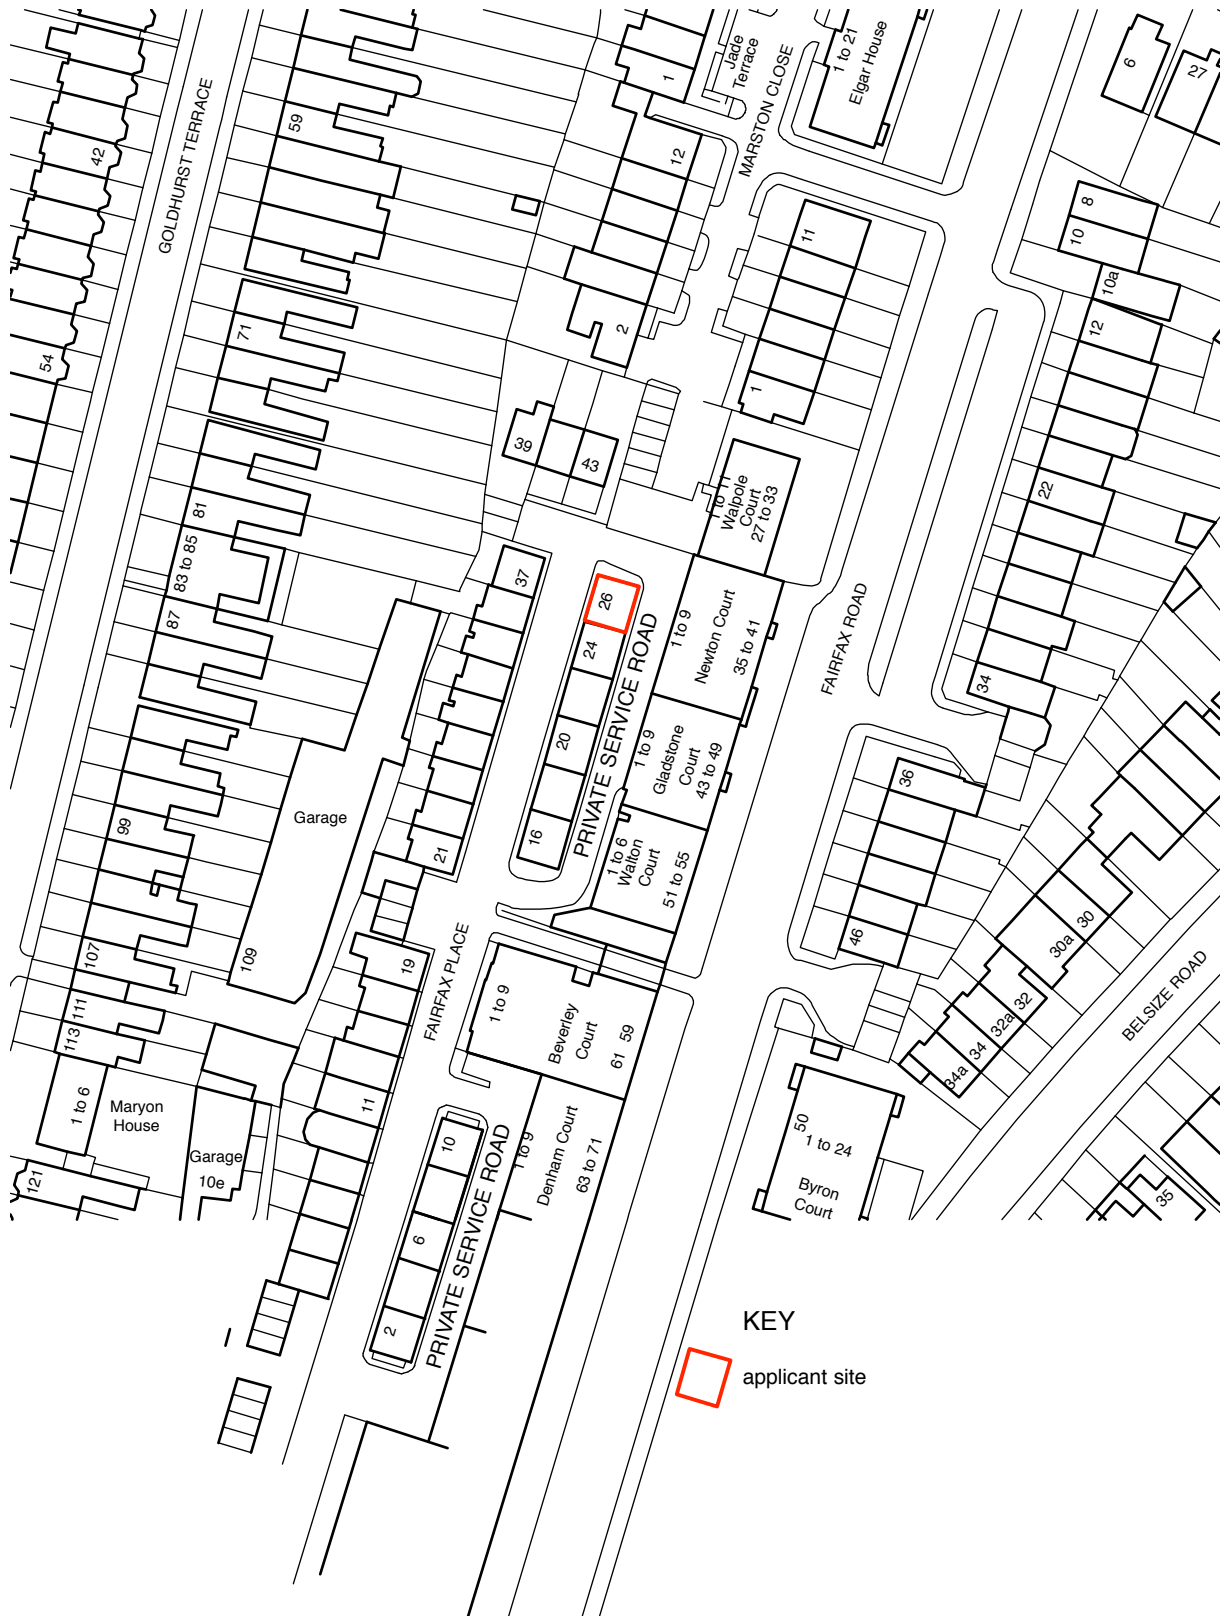 Jade
Terrace
MARSTON CLOSE
1 to 21
Elgar House
6
27
1
59
42
GOLDHURST TERRACE
12
8
10
10a
12
11
2
71
54
1
39
43
22
1 to 11
Walpole
Court
27 to 33
81
83 to 85
87
37
26
24
20
16
PRIVATE SERVICE ROAD
1 to 9
Newton Court
35 to 41
FAIRFAX ROAD
34
1 to 9
Gladstone
Court
43 to 49
36
46
99
Garage
21
1 to 6
Walton
Court
51 to 55
30
30a
32
32a
34
34a
BELSIZE ROAD
107
109
111
113
19
FAIRFAX PLACE
1 to 9
Beverley
Court
59
61
11
1 to 6
Maryon
House
Garage
10e
121
10
6
2
PRIVATE SERVICE ROAD
1 to 9
Denham Court
63 to 71
50
1 to 24
Byron
Court
35
KEY
applicant site